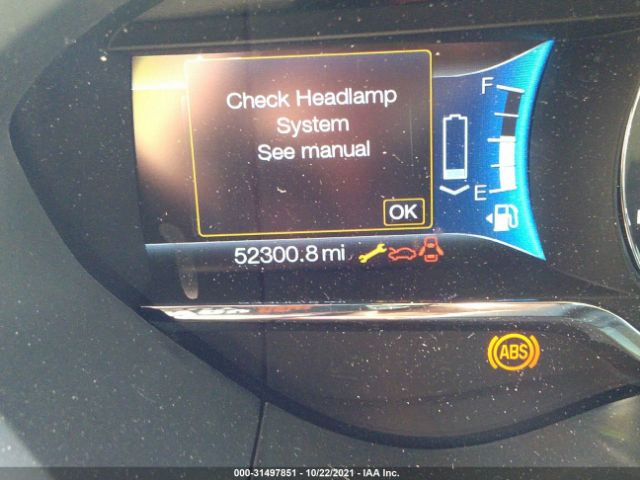 Check Headlamp
System
See manual
OK
F
E
52300.8 mi
ABS
000-31497851 - 10/22/2021 - IAA Inc.